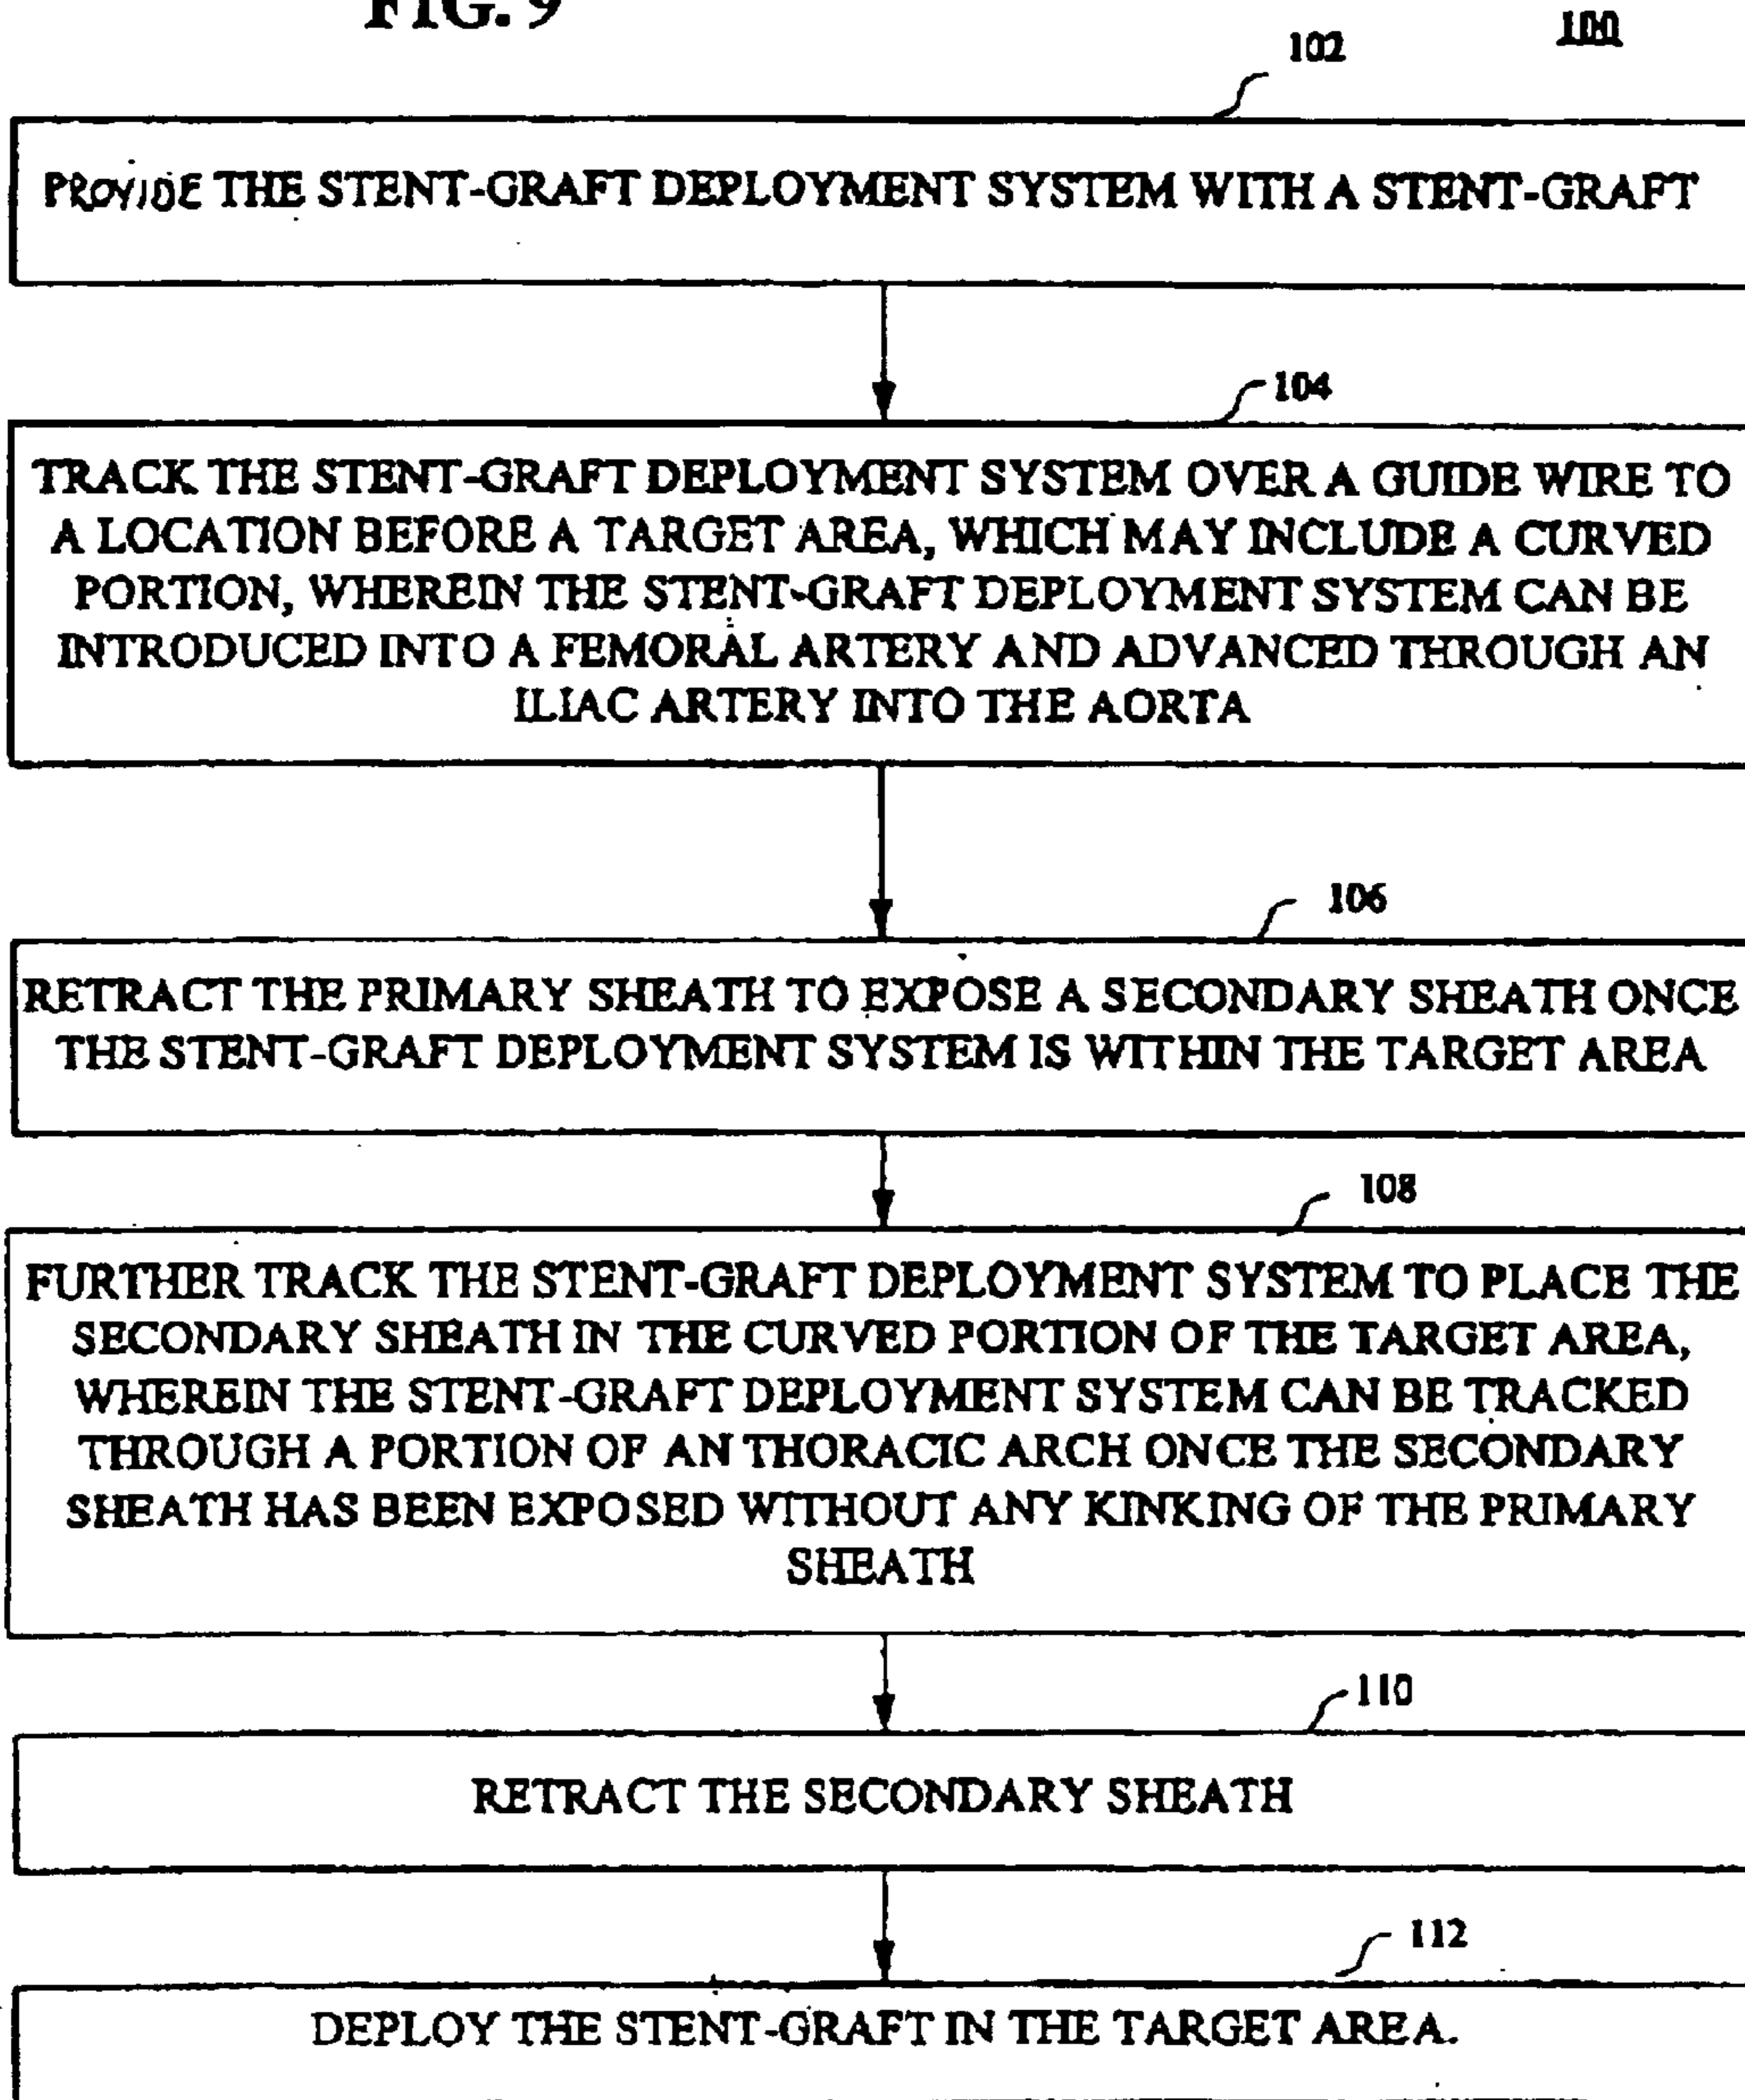 FIG. 9
100
102
PROVIDE THE STENT-GRAFT DEPLOYMENT SYSTEM WITH A STENT-GRAFT
104
TRACK THE STENT-GRAFT DEPLOYMENT SYSTEM OVER A GUIDE WIRE TO
A LOCATION BEFORE A TARGET AREA, WHICH MAY INCLUDE A CURVED
PORTION, WHEREIN THE STENT-GRAFT DEPLOYMENT SYSTEM CAN BE
INTRODUCED INTO A FEMORAL ARTERY AND ADVANCED THROUGH AN
ILIAC ARTERY INTO THE AORTA
106
RETRACT THE PRIMARY SHEATH TO EXPOSE A SECONDARY SHEATH ONCE
THE STENT-GRAFT DEPLOYMENT SYSTEM IS WITHIN THE TARGET AREA
108
FURTHER TRACK THE STENT-GRAFT DEPLOYMENT SYSTEM TO PLACE THE
SECONDARY SHEATH IN THE CURVED PORTION OF THE TARGET AREA,
WHEREIN THE STENT-GRAFT DEPLOYMENT SYSTEM CAN BE TRACKED
THROUGH A PORTION OF AN THORACIC ARCH ONCE THE SECONDARY
SHEATH HAS BEEN EXPOSED WITHOUT ANY KINKING OF THE PRIMARY
SHEATH
110
RETRACT THE SECONDARY SHEATH
112
DEPLOY THE STENT-GRAFT IN THE TARGET AREA.